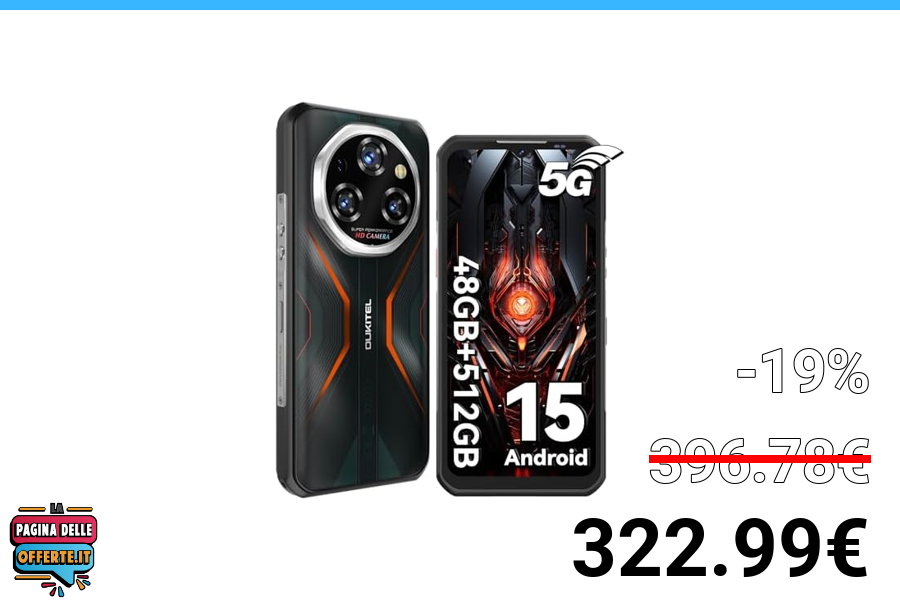 SUPER PERFORMANCE
HD CAMERA
OUKITEL
5G
48GB+512GB
15
Android
-19%
396.78€
322.99€
LA
PAGINA DELLE
OFFERTE.IT